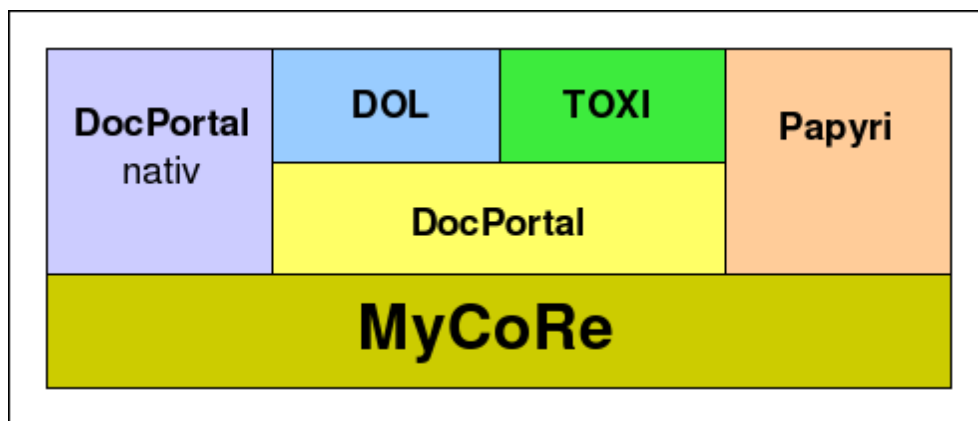 DocPortal
nativ
DOL
TOXI
Papyri
DocPortal
MyCoRe